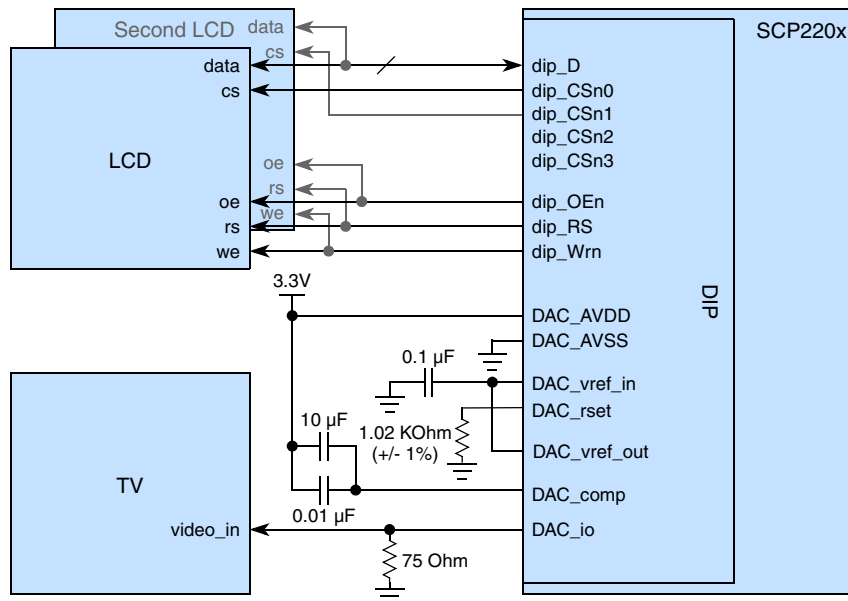 Second LCD
data
cs
oe
rs
we
LCD
data
cs
oe
rs
we
SCP220x
DIP
dip_D
dip_CSn0
dip_CSn1
dip_CSn2
dip_CSn3
dip_OEn
dip_RS
dip_Wrn
3.3V
DAC_AVDD
DAC_AVSS
0.1 µF
DAC_vref_in
DAC_rset
10 µF
1.02 KOhm
(+/- 1%)
DAC_vref_out
0.01 µF
DAC_comp
TV
video_in
DAC_io
75 Ohm